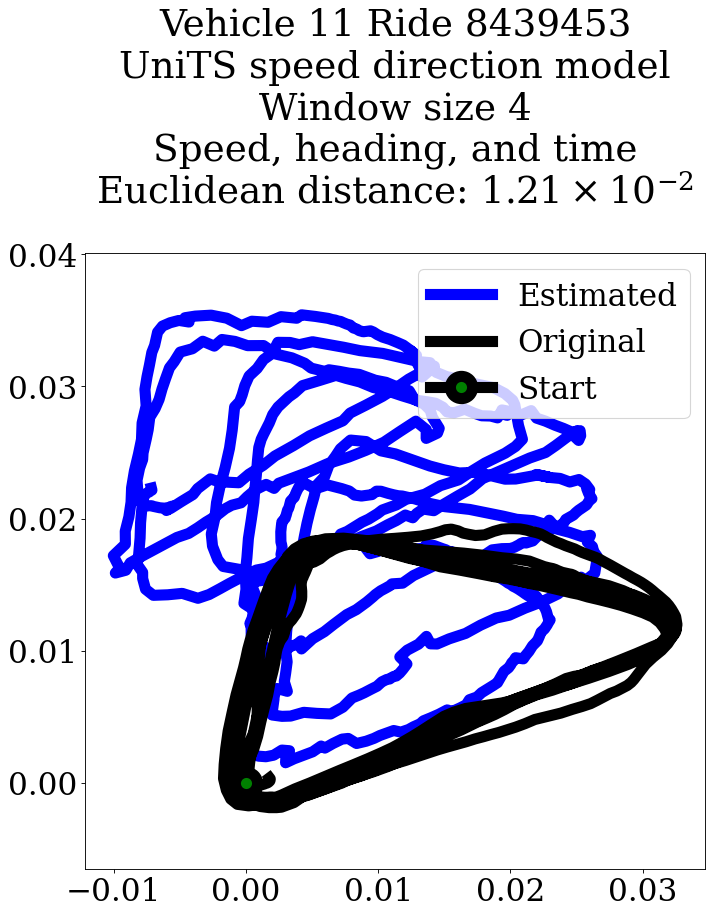 Vehicle 11 Ride 8439453
UniTS speed direction model
Window size 4
Speed, heading, and time
Euclidean distance: 1.21 × 10⁻²
0.04
0.03
0.02
0.01
0.00
Estimated
Original
Start
−0.01 0.00 0.01 0.02 0.03